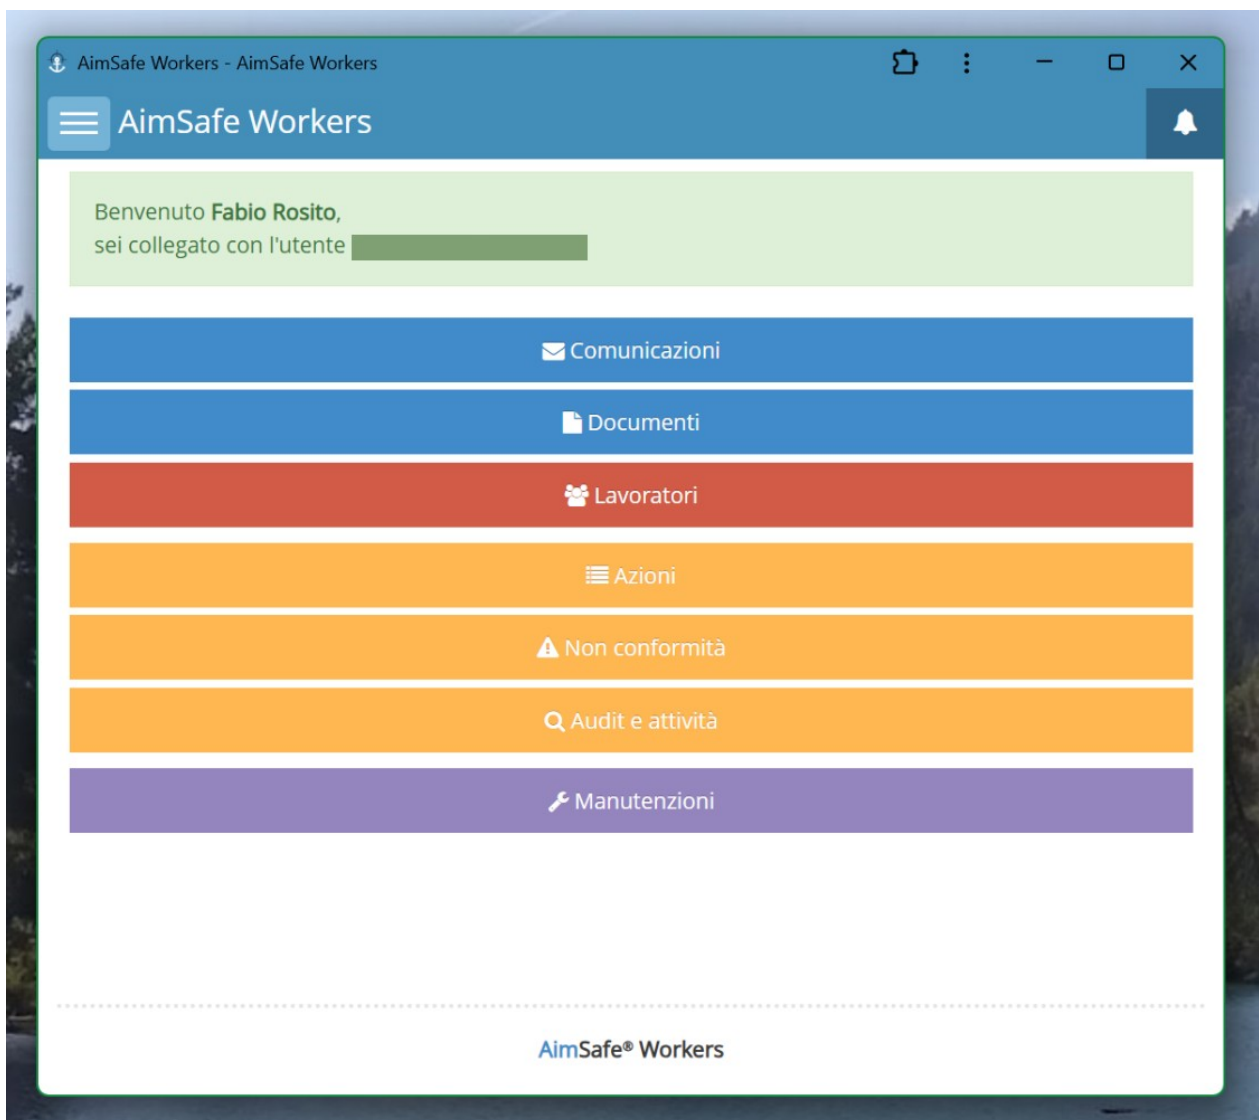 AimSafe Workers - AimSafe Workers
AimSafe Workers
Benvenuto Fabio Rosito,
sei collegato con l'utente
Comunicazioni
Documenti
Lavoratori
Azioni
Non conformità
Audit e attività
Manutenzioni
AimSafe® Workers